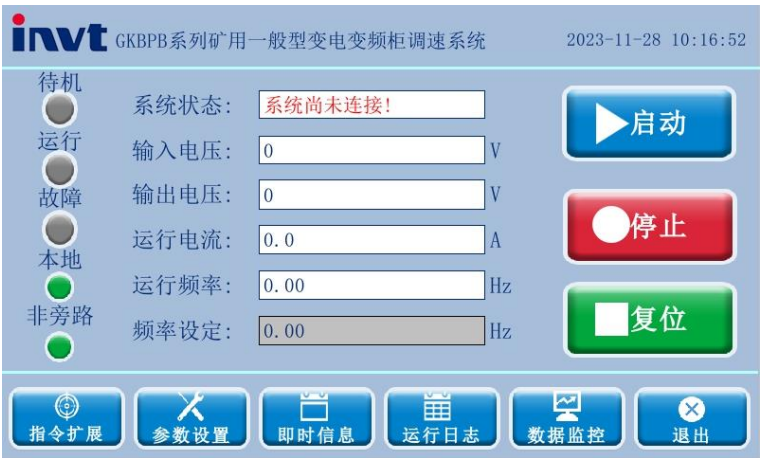 invt GKBPB系列矿用一般型变电变频柜调速系统 2023-11-28 10:16:52
待机
系统状态: 系统尚未连接!
启动
运行
输入电压: 0 V
故障
输出电压: 0 V
停止
本地
运行电流: 0.0 A
运行频率: 0.00 Hz
非旁路
频率设定: 0.00 Hz
复位
指令扩展 参数设置 即时信息 运行日志 数据监控 退出